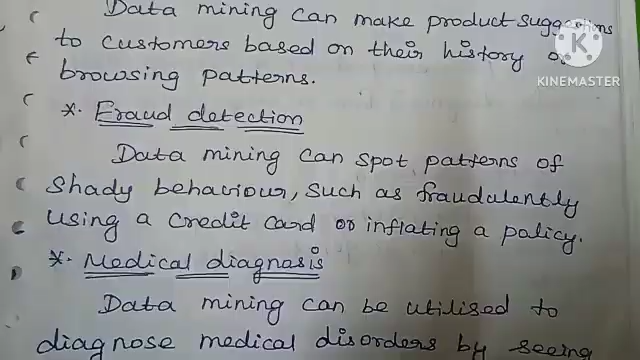 Data mining can make product suggestions
to customers based on their history or
browsing patterns.
*. Fraud detection
Data mining can spot patterns of
shady behaviour, such as fraudulently
using a credit card or inflating a policy.
*. Medical diagnosis
Data mining can be utilised to
diagnose medical disorders by seeing
KINEMASTER